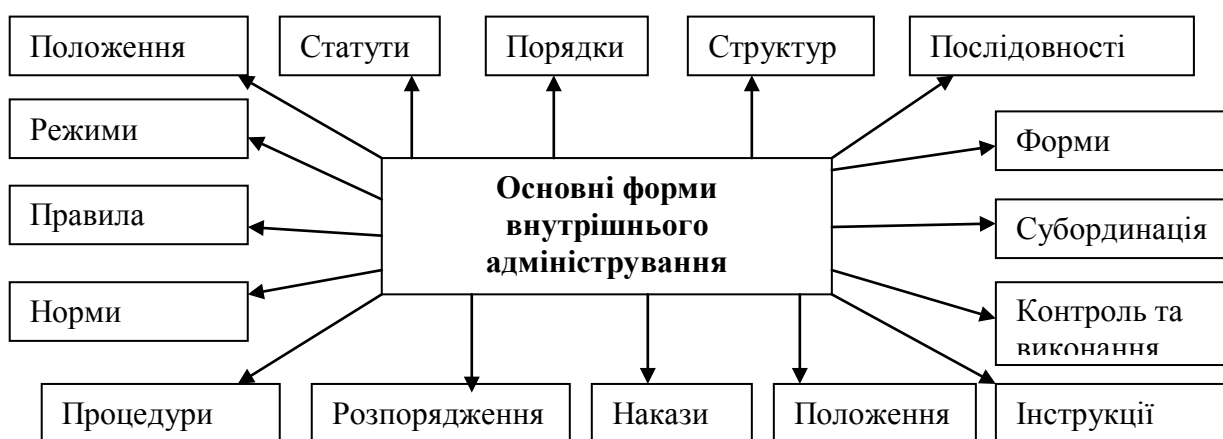 Положення
Статути
Порядки
Структур
Послідовності
Режими
Форми
Основні форми
внутрішнього
адміністрування
Правила
Субординація
Норми
Контроль та
виконання
Процедури
Розпорядження
Накази
Положення
Інструкції